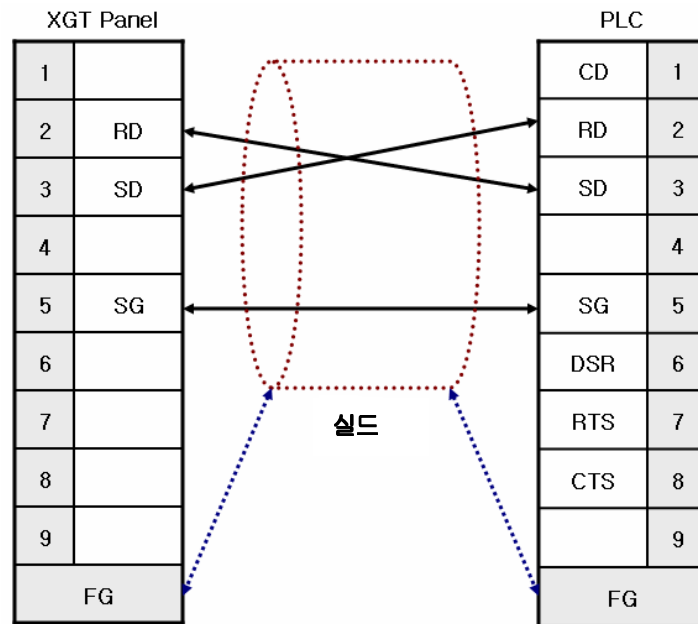 XGT Panel PLC
1 CD 1
2 RD RD 2
3 SD SD 3
4 4
5 SG SG 5
6 DSR 6
7 RTS 7
실드
8 CTS 8
9 9
FG FG